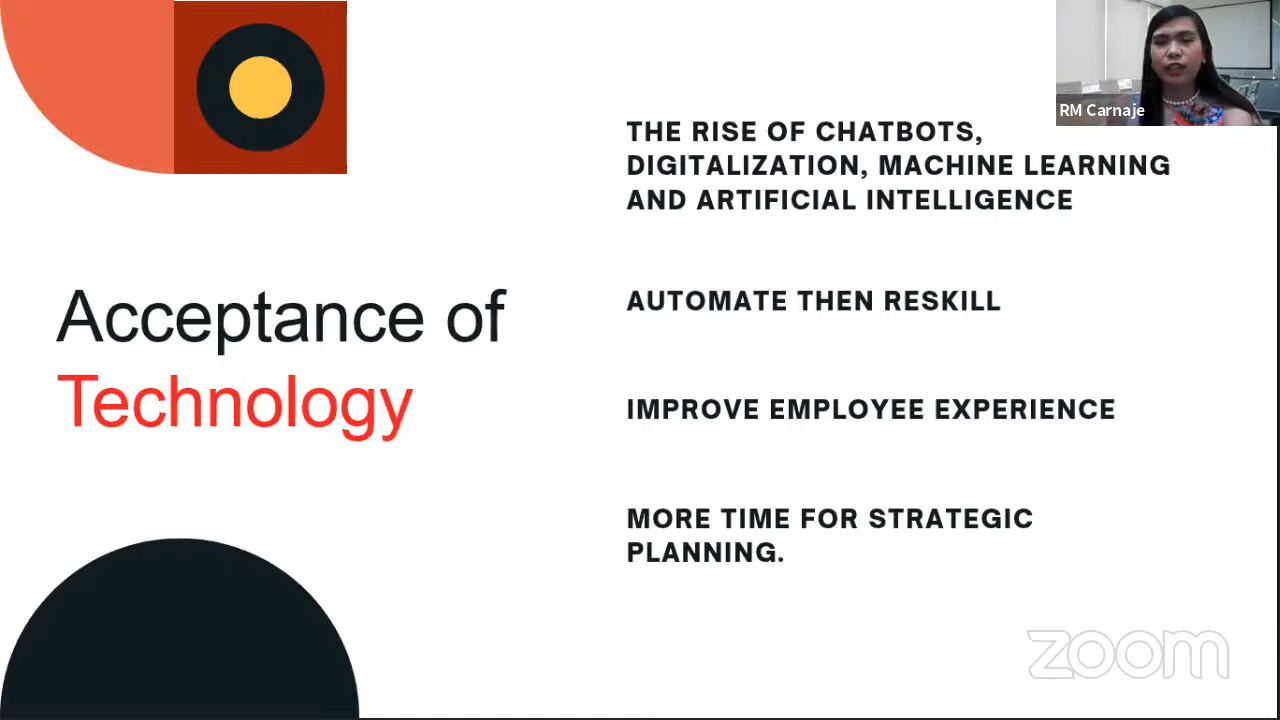 RM Carnaje
THE RISE OF CHATBOTS,
DIGITALIZATION, MACHINE LEARNING
AND ARTIFICIAL INTELLIGENCE
Acceptance of
Technology
AUTOMATE THEN RESKILL
IMPROVE EMPLOYEE EXPERIENCE
MORE TIME FOR STRATEGIC
PLANNING.
zoom